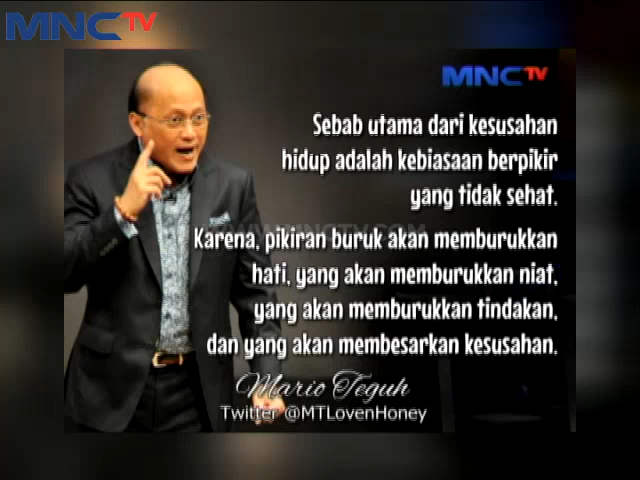 MNCTV
MNCTV
Sebab utama dari kesusahan
hidup adalah kebiasaan berpikir
yang tidak sehat.
Karena, pikiran buruk akan memburukkan
hati, yang akan memburukkan niat,
yang akan memburukkan tindakan,
dan yang akan membesarkan kesusahan.
Mario Teguh
Twitter @MTLovenHoney